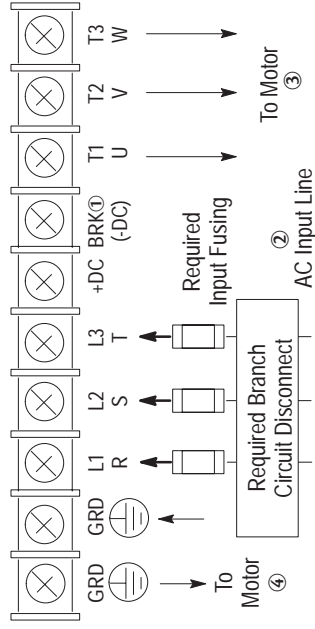 GRD
GRD
L1
R
L2
S
L3
T
+DC
BRK①
(-DC)
T1
U
T2
V
T3
W
To
Motor
④
Required
Input Fusing
Required Branch
Circuit Disconnect
②
AC Input Line
To Motor
③